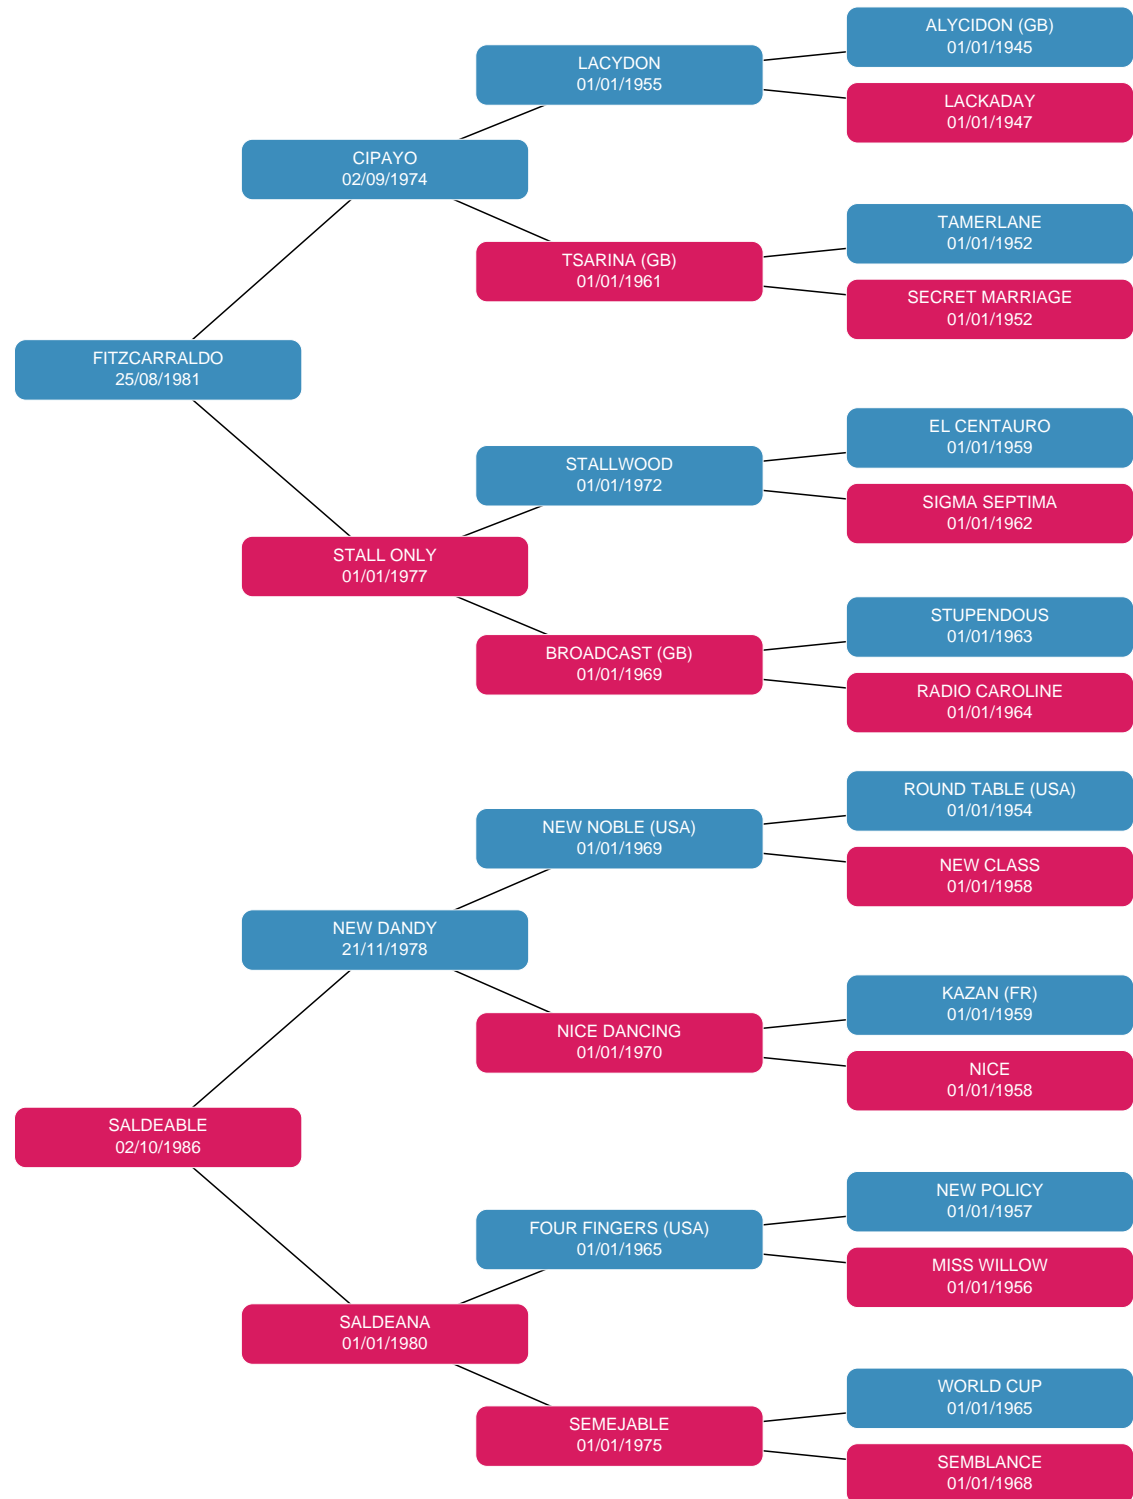 ALYCIDON (GB)
01/01/1945
LACYDON
01/01/1955
LACKADAY
01/01/1947
CIPAYO
02/09/1974
TAMERLANE
01/01/1952
TSARINA (GB)
01/01/1961
SECRET MARRIAGE
01/01/1952
FITZCARRALDO
25/08/1981
EL CENTAURO
01/01/1959
STALLWOOD
01/01/1972
SIGMA SEPTIMA
01/01/1962
STALL ONLY
01/01/1977
STUPENDOUS
01/01/1963
BROADCAST (GB)
01/01/1969
RADIO CAROLINE
01/01/1964
ROUND TABLE (USA)
01/01/1954
NEW NOBLE (USA)
01/01/1969
NEW CLASS
01/01/1958
NEW DANDY
21/11/1978
KAZAN (FR)
01/01/1959
NICE DANCING
01/01/1970
NICE
01/01/1958
SALDEABLE
02/10/1986
NEW POLICY
01/01/1957
FOUR FINGERS (USA)
01/01/1965
MISS WILLOW
01/01/1956
SALDEANA
01/01/1980
WORLD CUP
01/01/1965
SEMEJABLE
01/01/1975
SEMBLANCE
01/01/1968